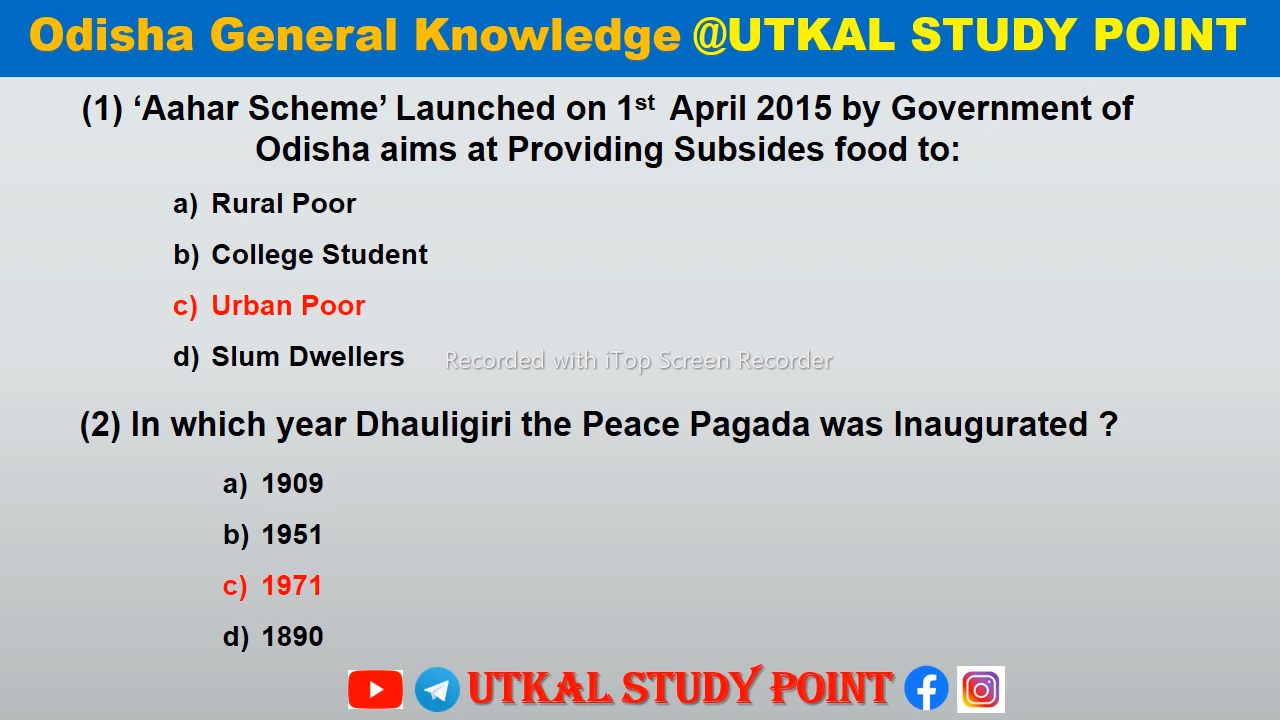 Odisha General Knowledge @UTKAL STUDY POINT
(1) ‘Aahar Scheme’ Launched on 1st April 2015 by Government of
Odisha aims at Providing Subsides food to:
a) Rural Poor
b) College Student
c) Urban Poor
d) Slum Dwellers
Recorded with iTop Screen Recorder
(2) In which year Dhauligiri the Peace Pagada was Inaugurated ?
a) 1909
b) 1951
c) 1971
d) 1890
UTKAL STUDY POINT